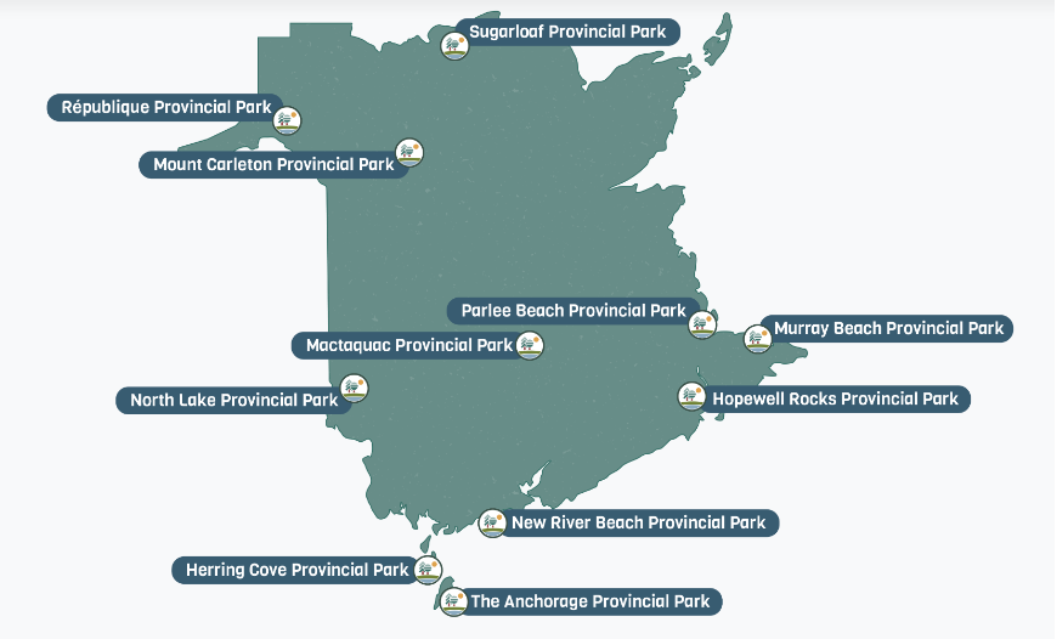 Sugarloaf Provincial Park
République Provincial Park
Mount Carleton Provincial Park
Parlee Beach Provincial Park
Murray Beach Provincial Park
Mactaquac Provincial Park
North Lake Provincial Park
Hopewell Rocks Provincial Park
New River Beach Provincial Park
Herring Cove Provincial Park
The Anchorage Provincial Park